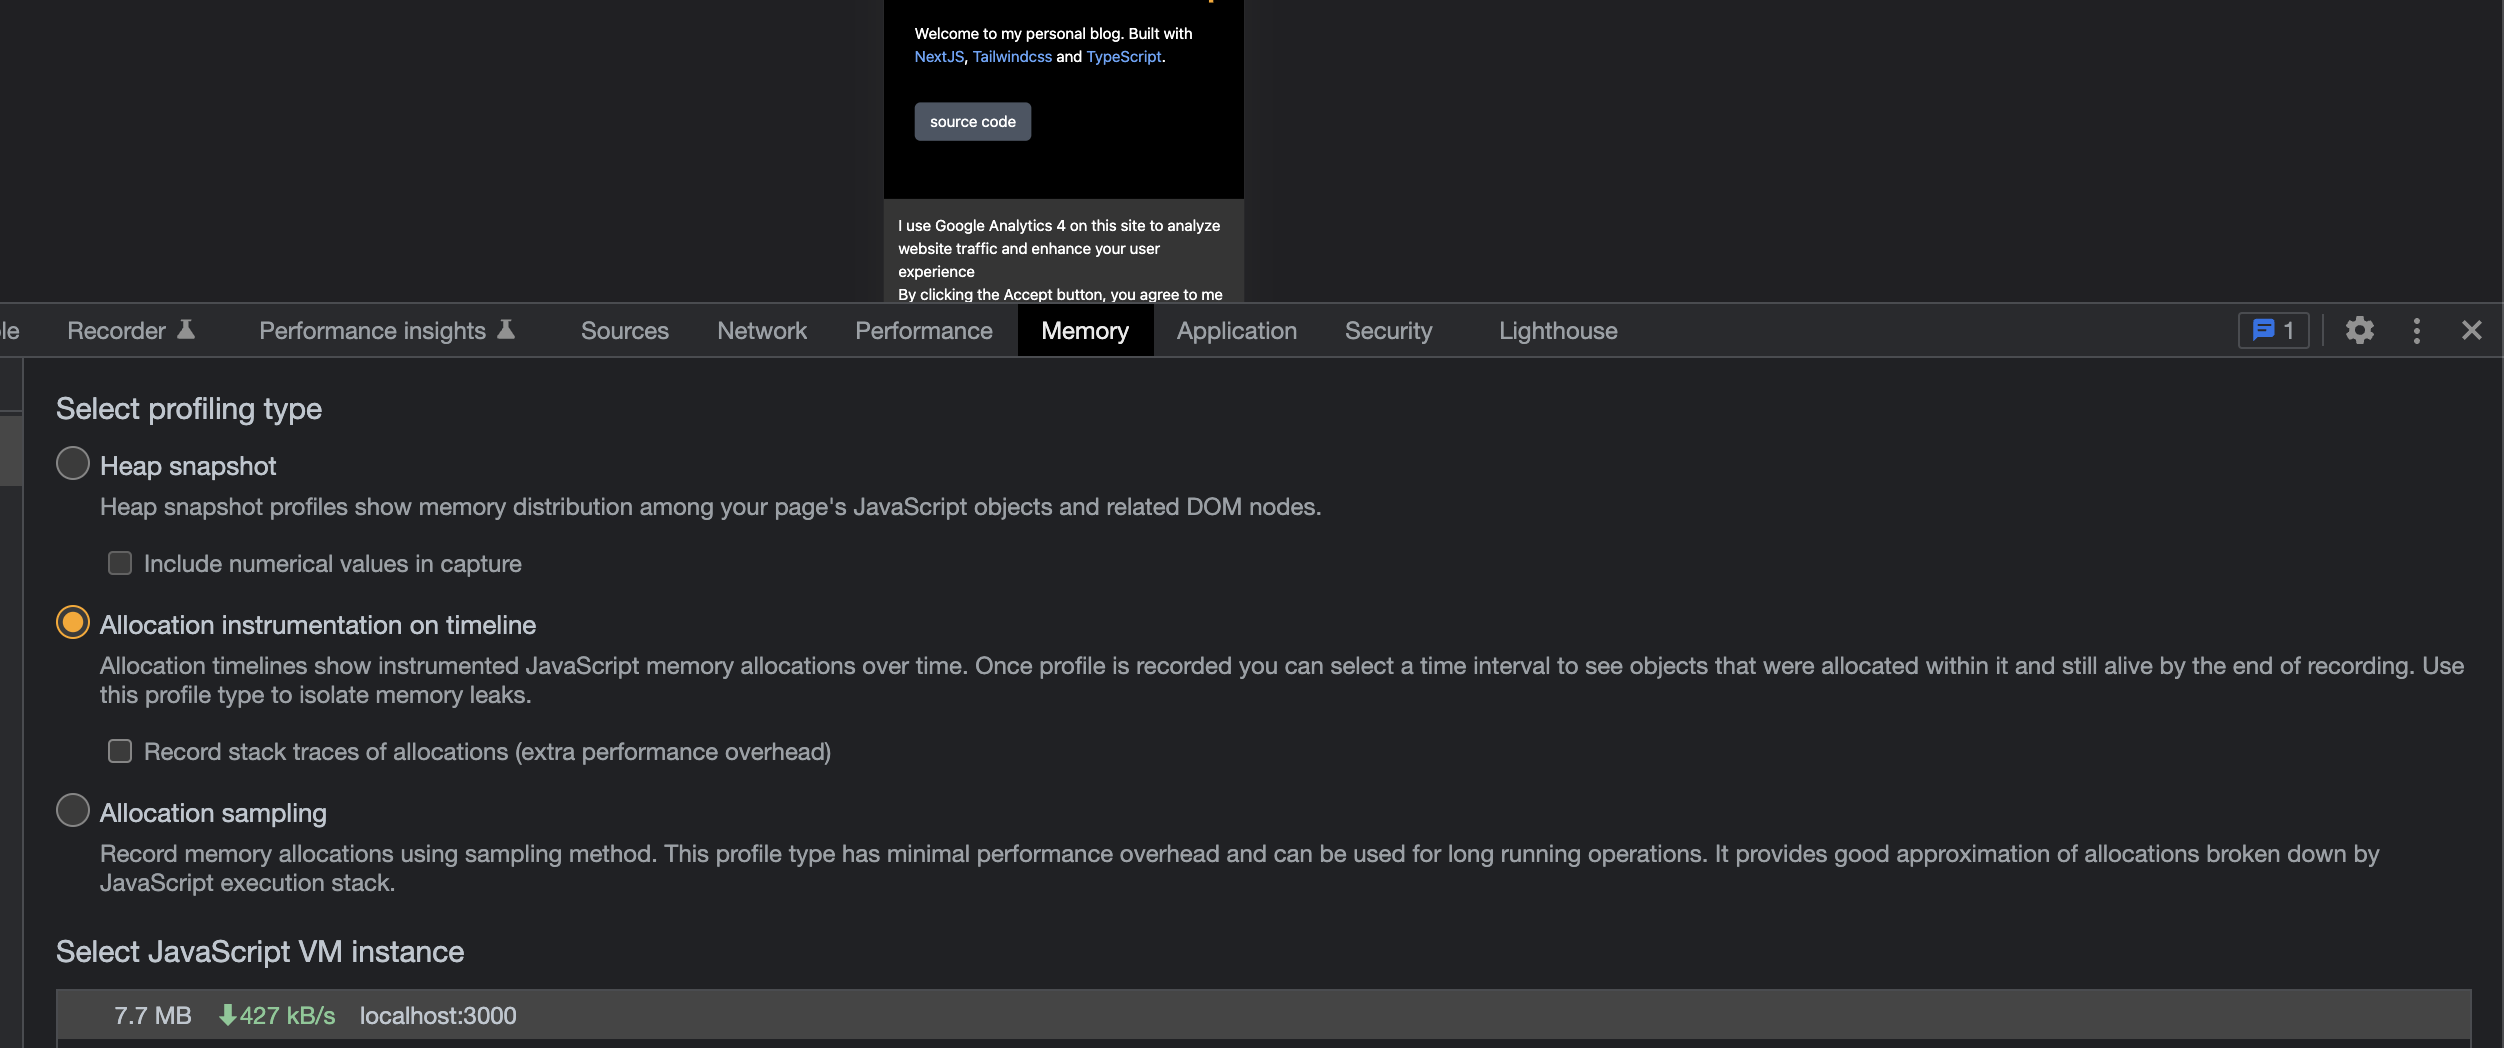 Welcome to my personal blog. Built with
NextJS, Tailwindcss and TypeScript.
source code
I use Google Analytics 4 on this site to analyze
website traffic and enhance your user
experience
By clicking the Accept button, you agree to me
le Recorder Performance insights Sources Network Performance Memory Application Security Lighthouse 1
Select profiling type
Heap snapshot
Heap snapshot profiles show memory distribution among your page's JavaScript objects and related DOM nodes.
Include numerical values in capture
Allocation instrumentation on timeline
Allocation timelines show instrumented JavaScript memory allocations over time. Once profile is recorded you can select a time interval to see objects that were allocated within it and still alive by the end of recording. Use
this profile type to isolate memory leaks.
Record stack traces of allocations (extra performance overhead)
Allocation sampling
Record memory allocations using sampling method. This profile type has minimal performance overhead and can be used for long running operations. It provides good approximation of allocations broken down by
JavaScript execution stack.
Select JavaScript VM instance
7.7 MB 427 kB/s localhost:3000